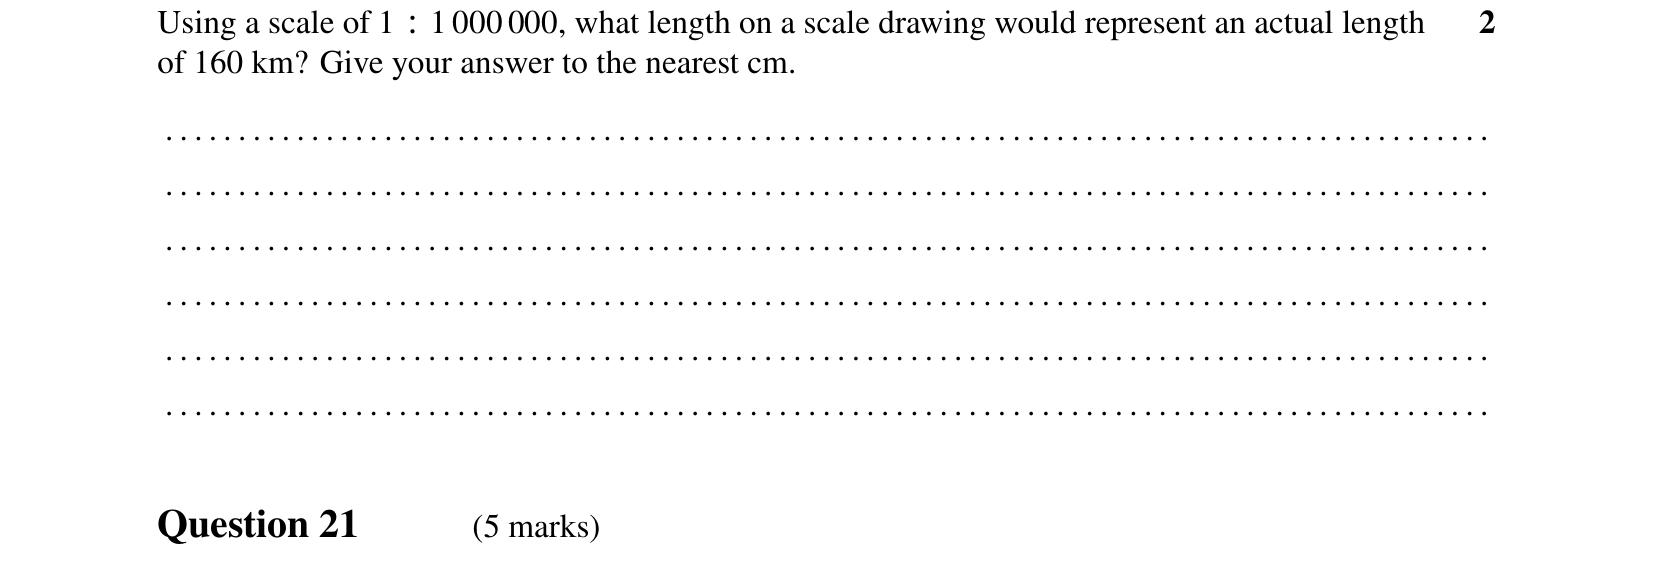 Using a scale of 1 : 1 000 000, what length on a scale drawing would represent an actual length 2
of 160 km? Give your answer to the nearest cm.
Question 21 (5 marks)